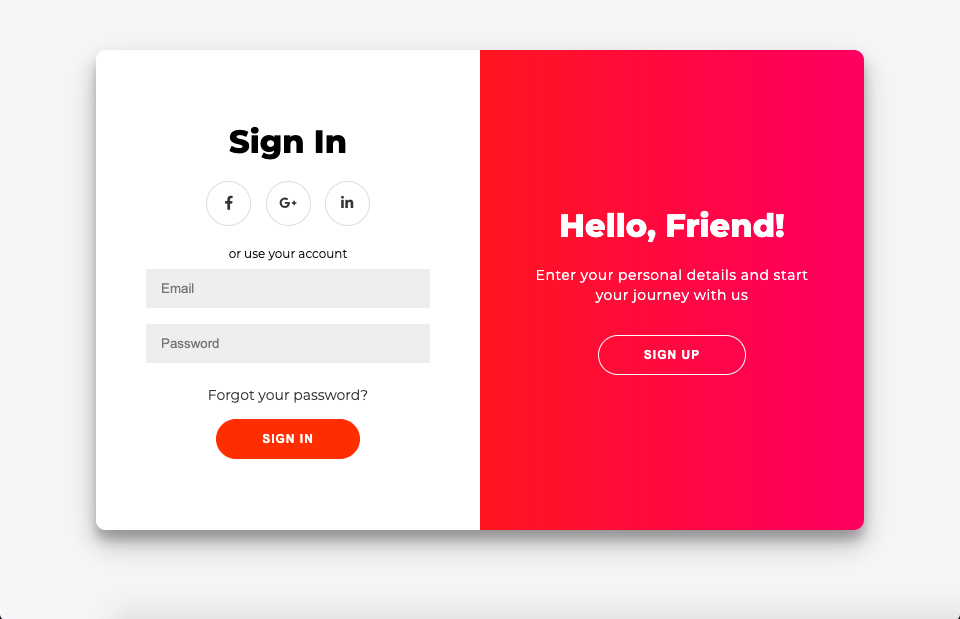 Sign In
f
G+
in
or use your account
Email
Password
Forgot your password?
SIGN IN
Hello, Friend!
Enter your personal details and start
your journey with us
SIGN UP